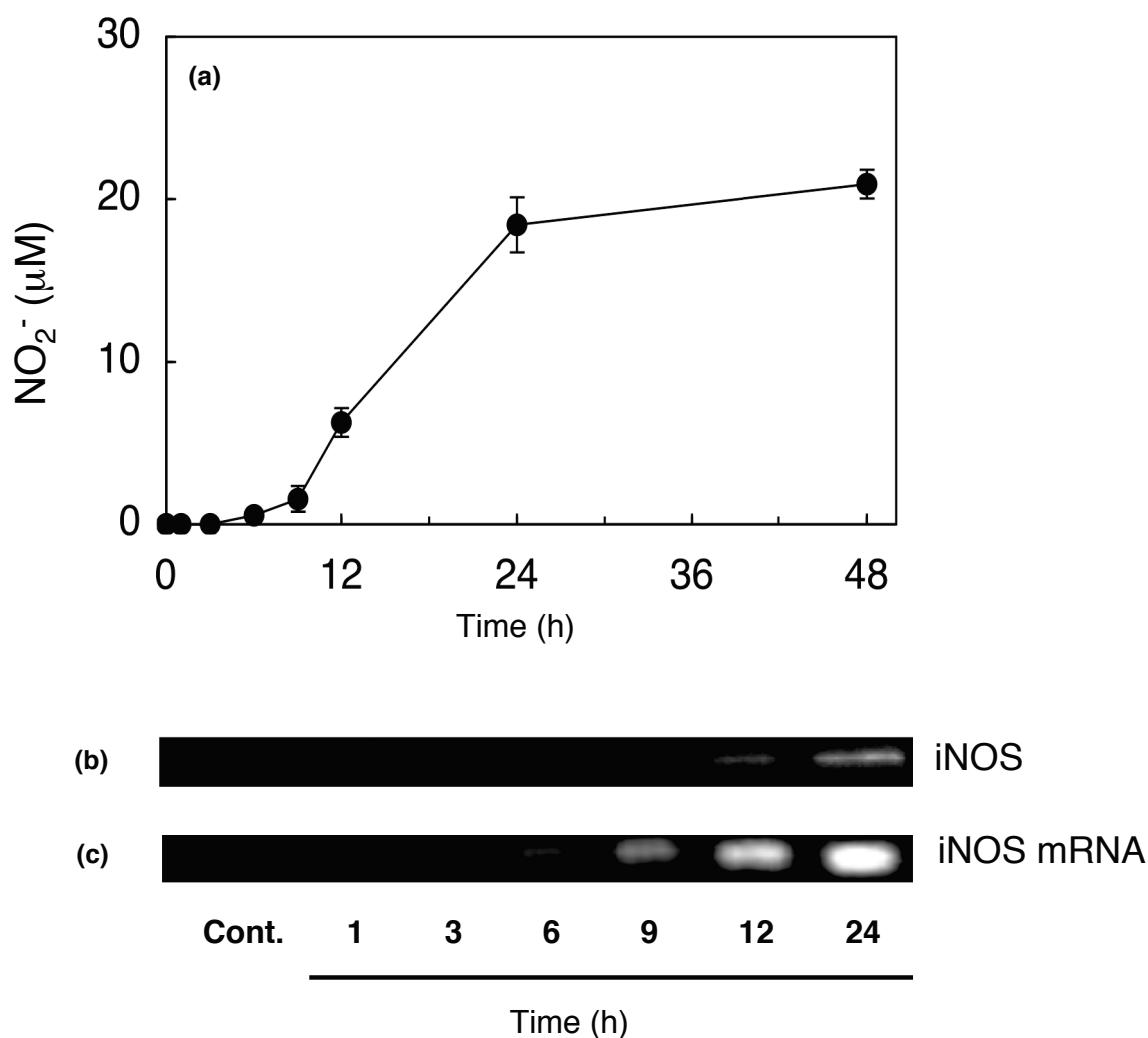 30
(a)
20
10
0
NO₂⁻ (μM)
0 12 24 36 48
Time (h)
(b) iNOS
(c) iNOS mRNA
Cont. 1 3 6 9 12 24
Time (h)